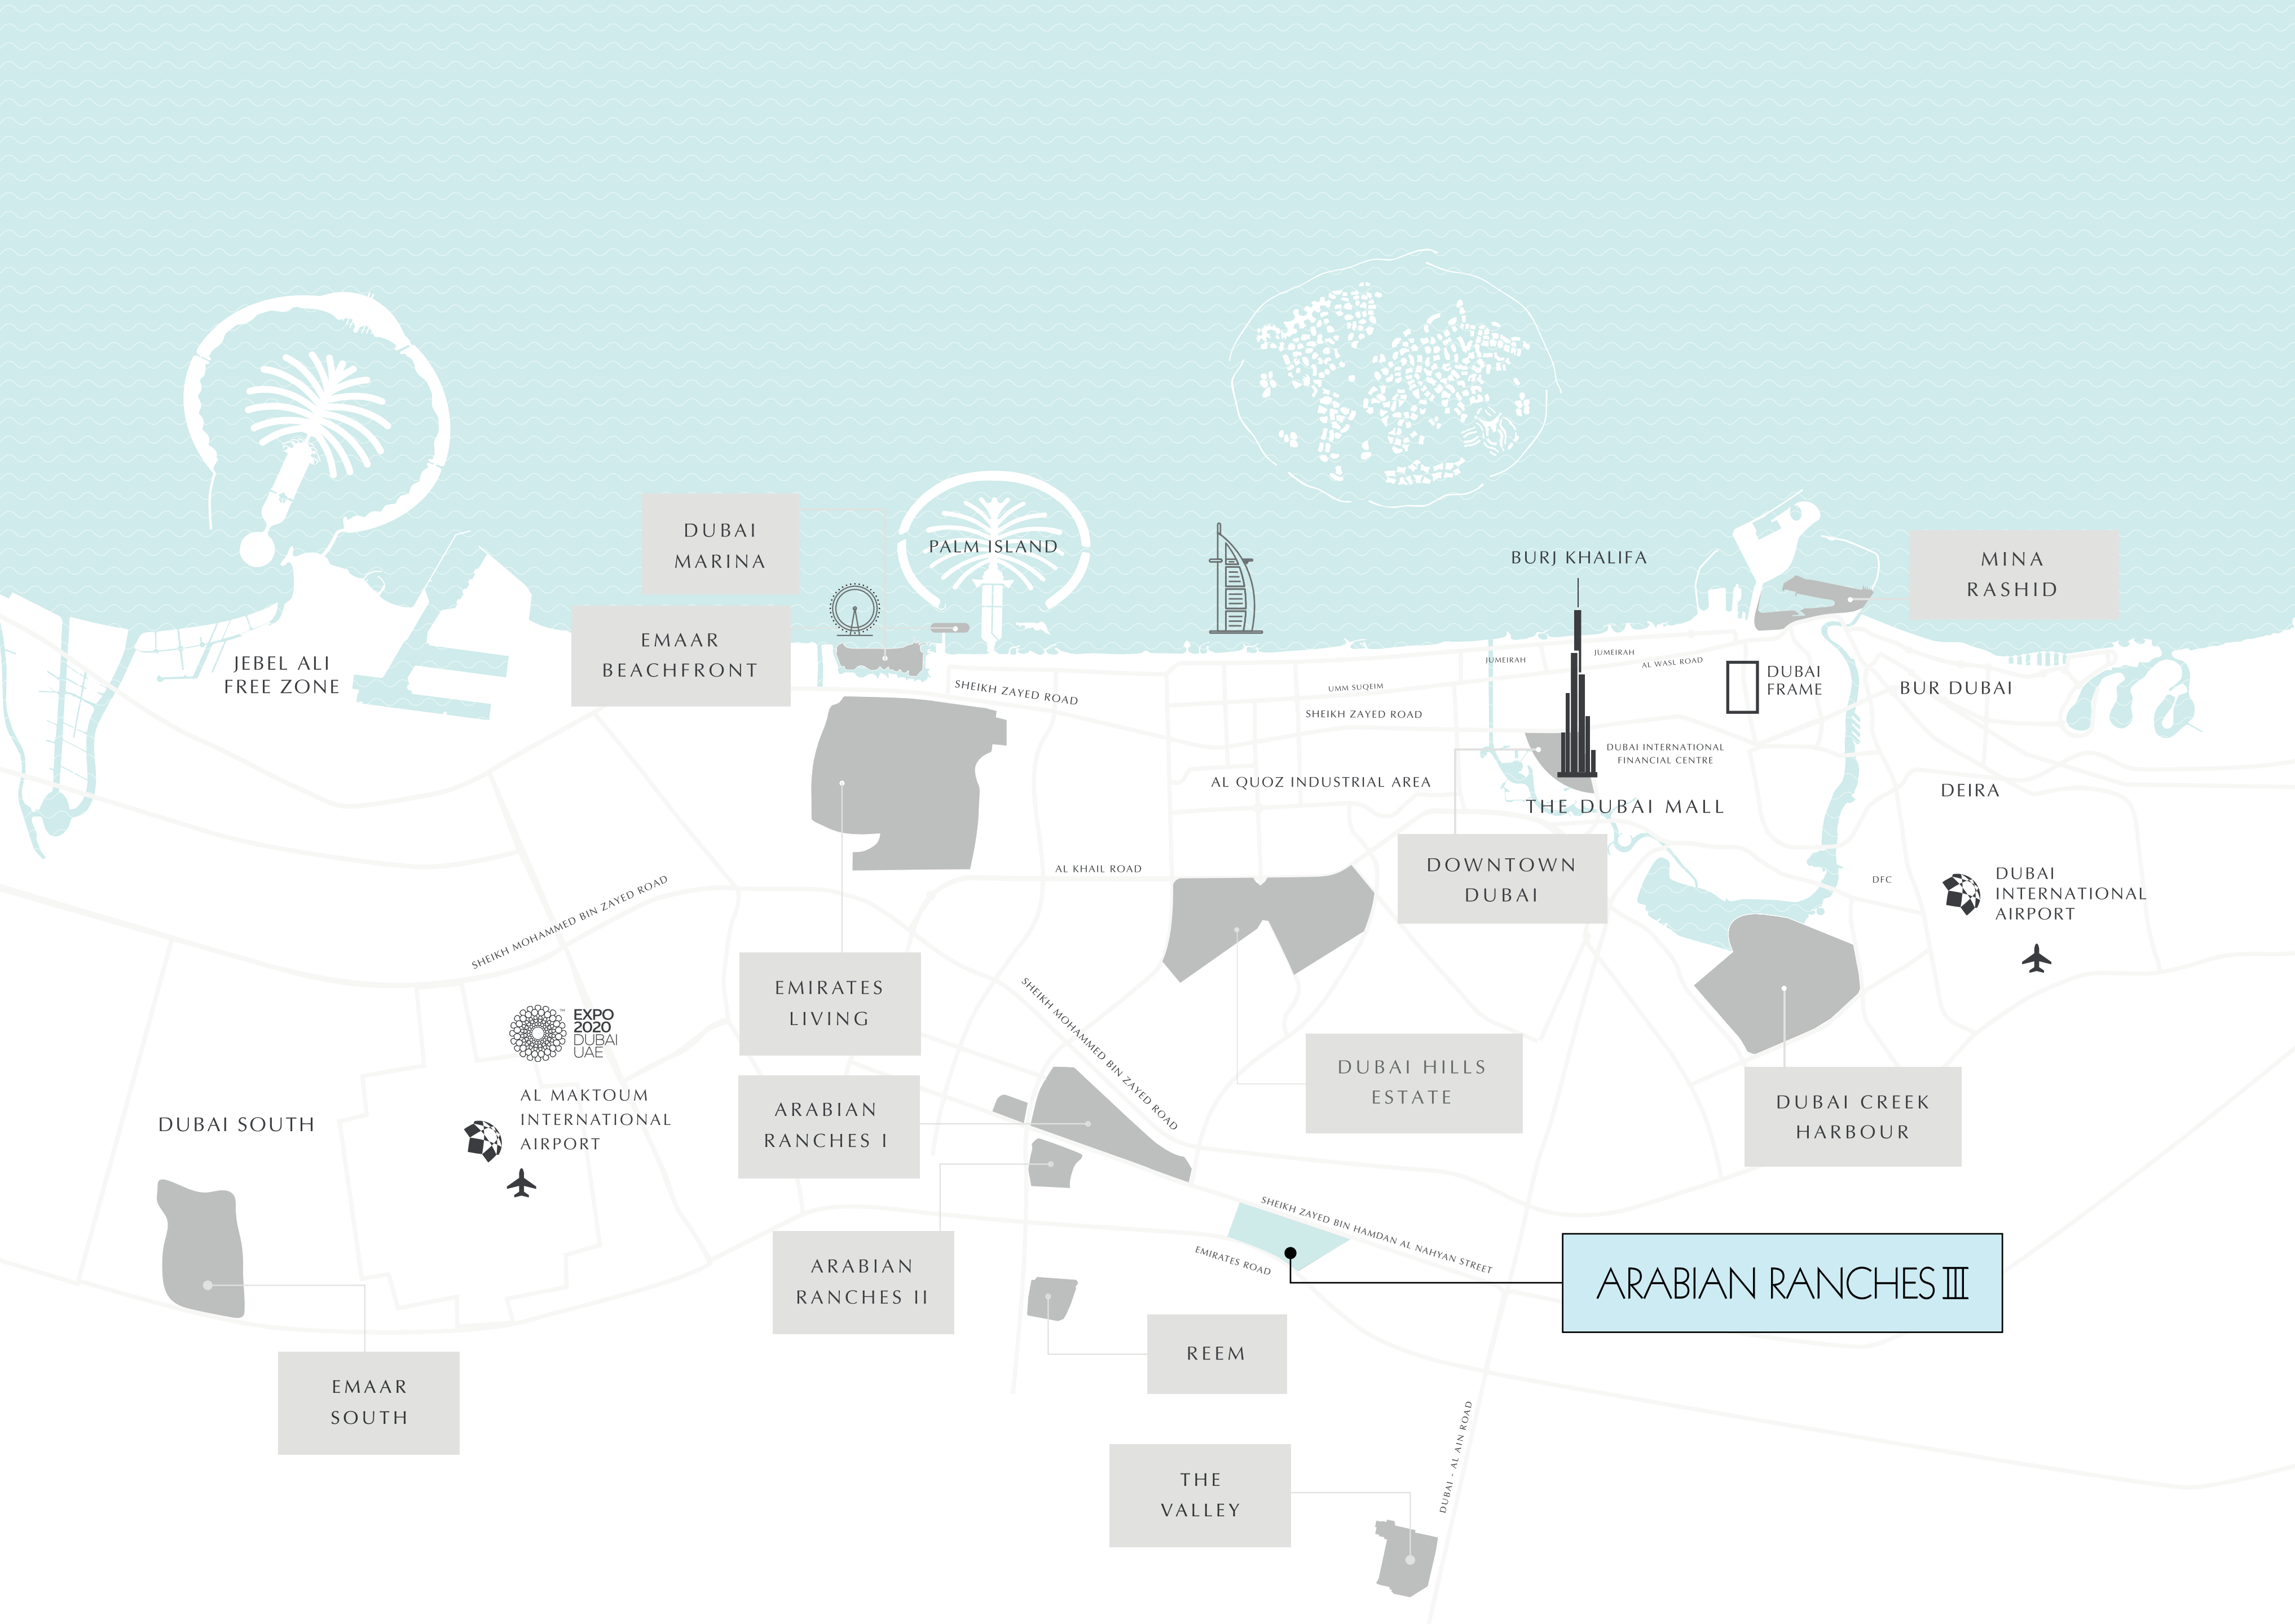 DUBAI
MARINA
PALM ISLAND
BURJ KHALIFA
MINA
RASHID
EMAAR
BEACHFRONT
JEBEL ALI
FREE ZONE
SHEIKH ZAYED ROAD
UMM SUQEIM
SHEIKH ZAYED ROAD
JUMEIRAH
JUMEIRAH
AL WASL ROAD
DUBAI
FRAME
BUR DUBAI
DUBAI INTERNATIONAL
FINANCIAL CENTRE
AL QUOZ INDUSTRIAL AREA
THE DUBAI MALL
DEIRA
DOWNTOWN
DUBAI
AL KHAIL ROAD
DFC
DUBAI
INTERNATIONAL
AIRPORT
SHEIKH MOHAMMED BIN ZAYED ROAD
EMIRATES
LIVING
SHEIKH MOHAMMED BIN ZAYED ROAD
EXPO
2020
DUBAI
UAE
TM
DUBAI HILLS
ESTATE
AL MAKTOUM
INTERNATIONAL
AIRPORT
DUBAI SOUTH
ARABIAN
RANCHES I
DUBAI CREEK
HARBOUR
SHEIKH ZAYED BIN HAMDAN AL NAHYAN STREET
EMIRATES ROAD
ARABIAN
RANCHES II
ARABIAN RANCHES III
REEM
EMAAR
SOUTH
DUBAI - AL AIN ROAD
THE
VALLEY